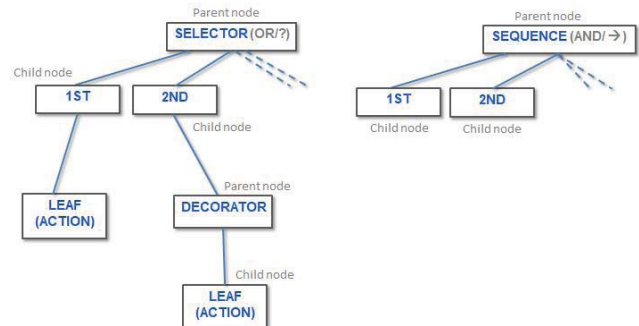 Parent node
SELECTOR (OR/?)
Child node
1ST
2ND
Child node
Parent node
LEAF
(ACTION)
DECORATOR
Child node
LEAF
(ACTION)
Parent node
SEQUENCE (AND/ →)
1ST
2ND
Child node
Child node